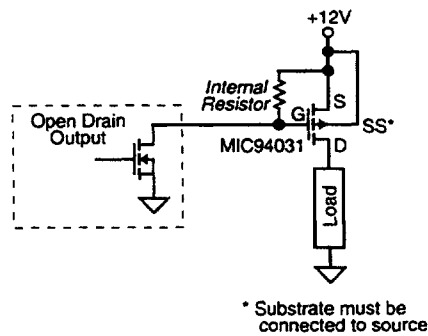 +12V
Internal
Resistor
S
G
SS*
Open Drain
Output
MIC94031
D
Load
* Substrate must be
connected to source